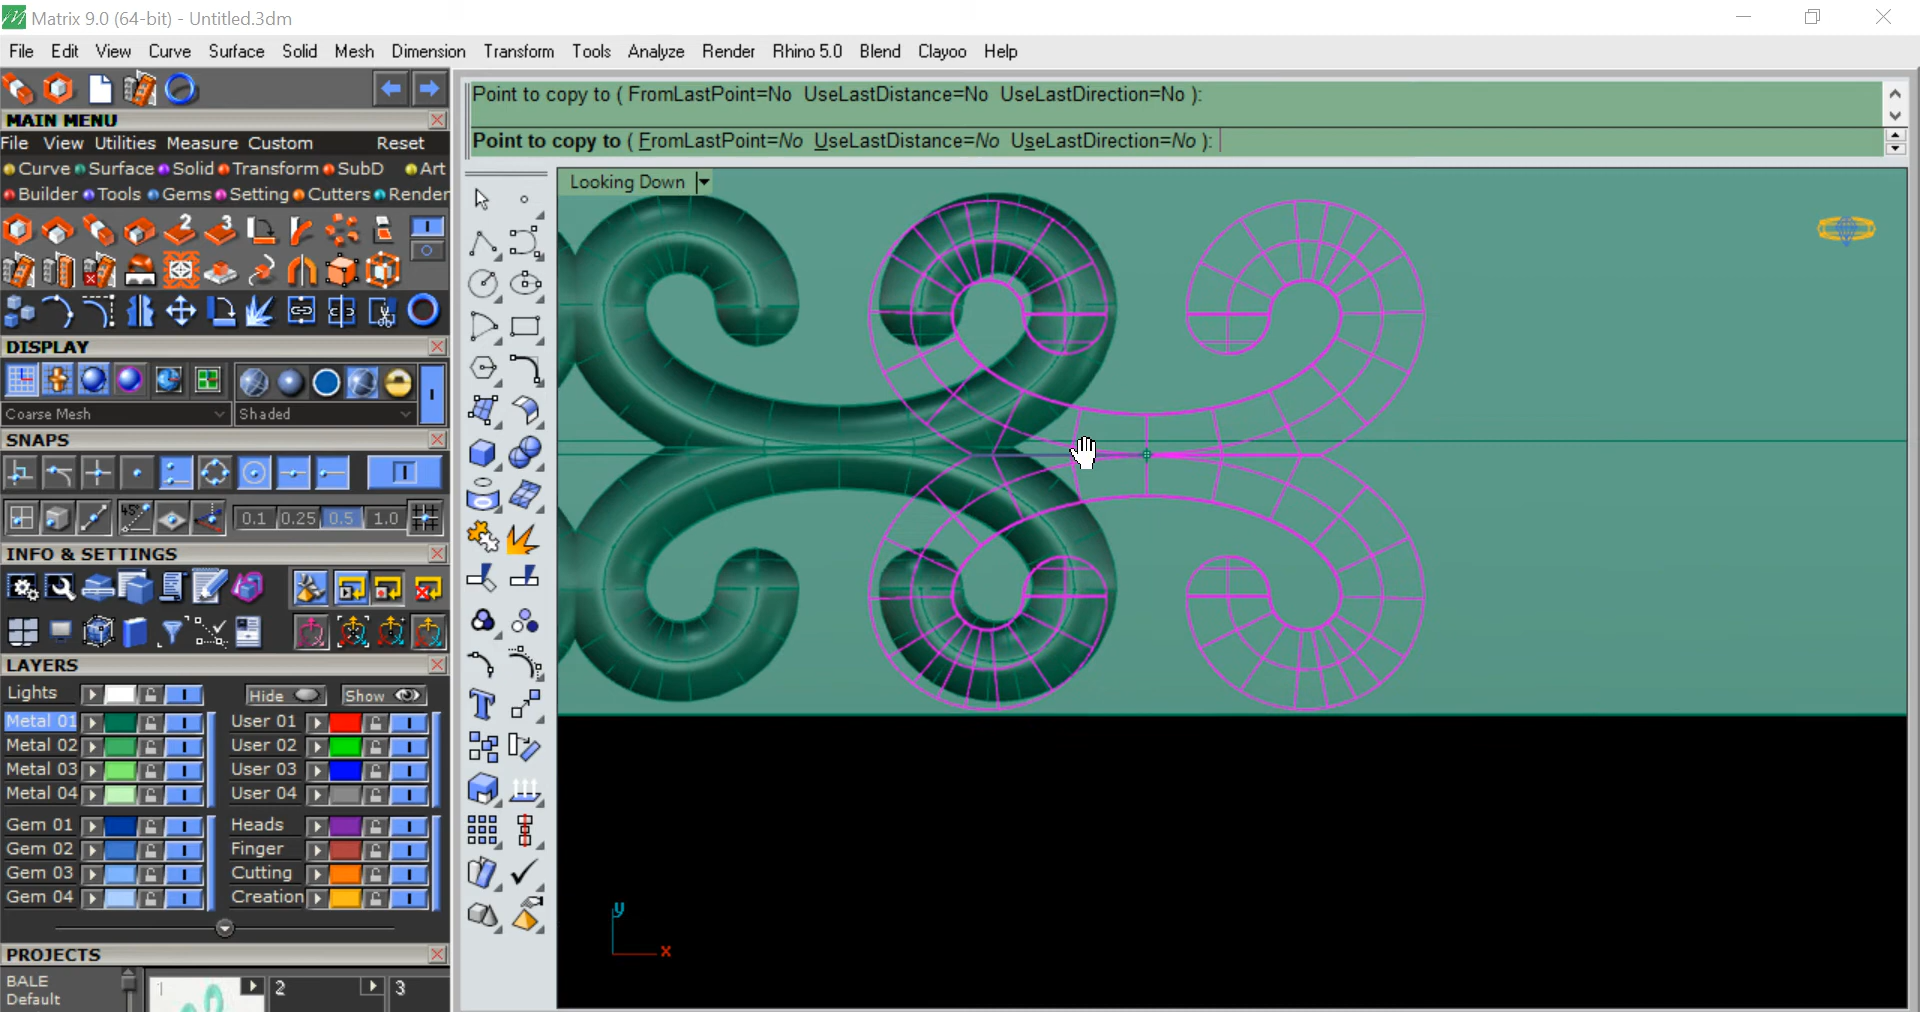 Matrix 9.0 (64-bit) - Untitled.3dm
File Edit View Curve Surface Solid Mesh Dimension Transform Tools Analyze Render Rhino 5.0 Blend Clayoo Help
Point to copy to ( FromLastPoint=No UseLastDistance=No UseLastDirection=No ):
Point to copy to ( FromLastPoint=No UseLastDistance=No UseLastDirection=No ):
MAIN MENU
File View Utilities Measure Custom Reset
Curve Surface Solid Transform SubD Art
Builder Tools Gems Setting Cutters Render
2 3
Looking Down
DISPLAY
Coarse Mesh Shaded
SNAPS
45° 0.1 0.25 0.5 1.0
INFO & SETTINGS
LAYERS
Lights Hide Show
Metal 01 User 01
Metal 02 User 02
Metal 03 User 03
Metal 04 User 04
Gem 01 Heads
Gem 02 Finger
Gem 03 Cutting
Gem 04 Creation
PROJECTS
BALE
Default
1 2 3
y
x